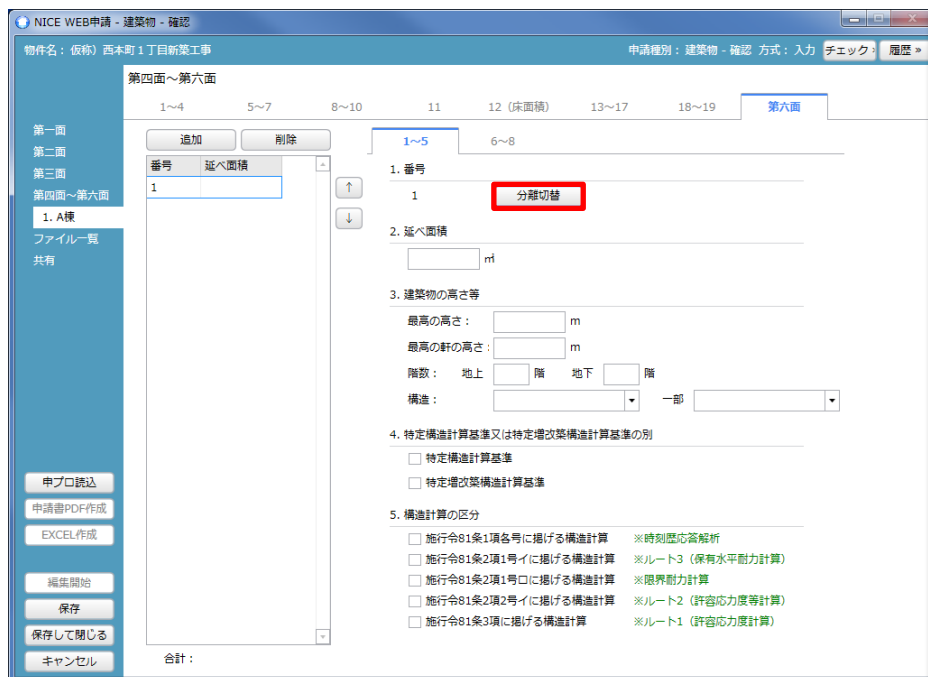 NICE WEB申請 - 建築物 - 確認
物件名： 仮称）西本町１丁目新築工事
申請種別： 建築物 - 確認 方式： 入力
チェック »
履歴 »
第四面～第六面
1～4
5～7
8～10
11
12（床面積）
13～17
18～19
第六面
第一面
第二面
第三面
第四面～第六面
1. A棟
ファイル一覧
共有
申プロ読込
申請書PDF作成
EXCEL作成
編集開始
保存
保存して閉じる
キャンセル
追加
削除
番号
延べ面積
1
↑
↓
合計：
1～5
6～8
1. 番号
1
分離切替
2. 延べ面積
㎡
3. 建築物の高さ等
最高の高さ： m
最高の軒の高さ： m
階数： 地上 階 地下 階
構造： 一部
4. 特定構造計算基準又は特定増改築構造計算基準の別
特定構造計算基準
特定増改築構造計算基準
5. 構造計算の区分
施行令81条1項各号に掲げる構造計算 ※時刻歴応答解析
施行令81条2項1号イに掲げる構造計算 ※ルート3（保有水平耐力計算）
施行令81条2項1号ロに掲げる構造計算 ※限界耐力計算
施行令81条2項2号イに掲げる構造計算 ※ルート2（許容応力度等計算）
施行令81条3項に掲げる構造計算 ※ルート1（許容応力度計算）